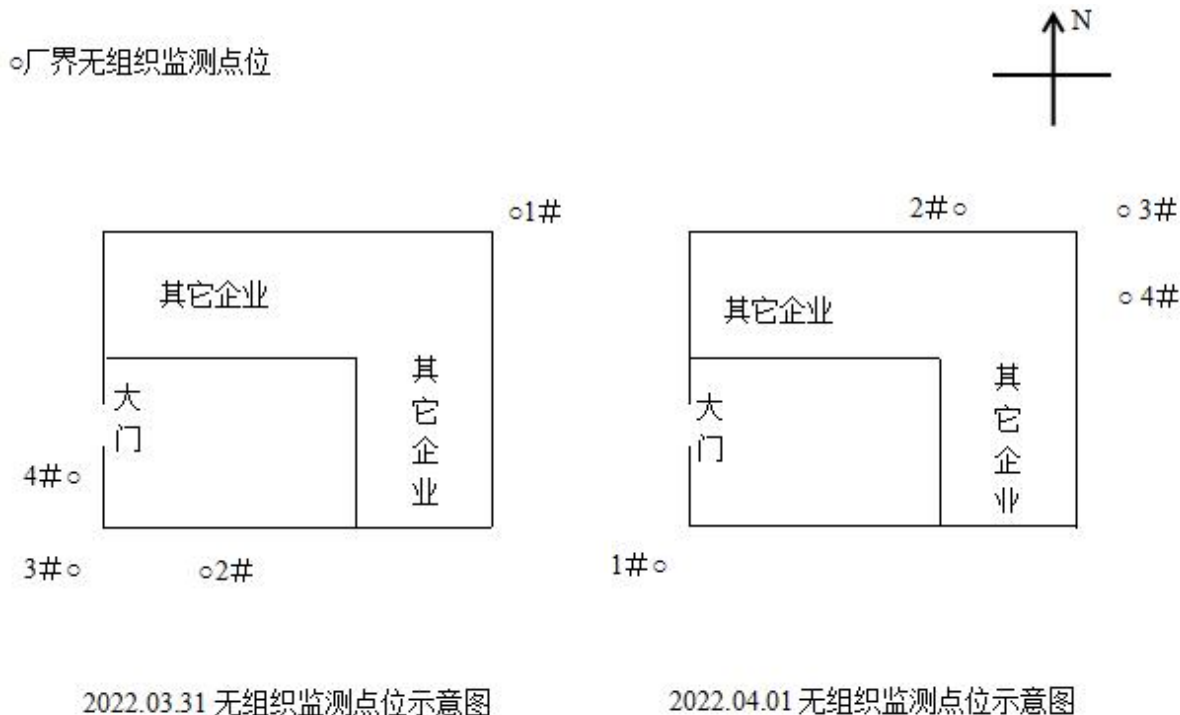 N
○厂界无组织监测点位
○1#
其它企业
大门
其它企业
4#○
3#○
○2#
2022.03.31 无组织监测点位示意图
2#○
○3#
○4#
其它企业
大门
其它企业
1#○
2022.04.01 无组织监测点位示意图